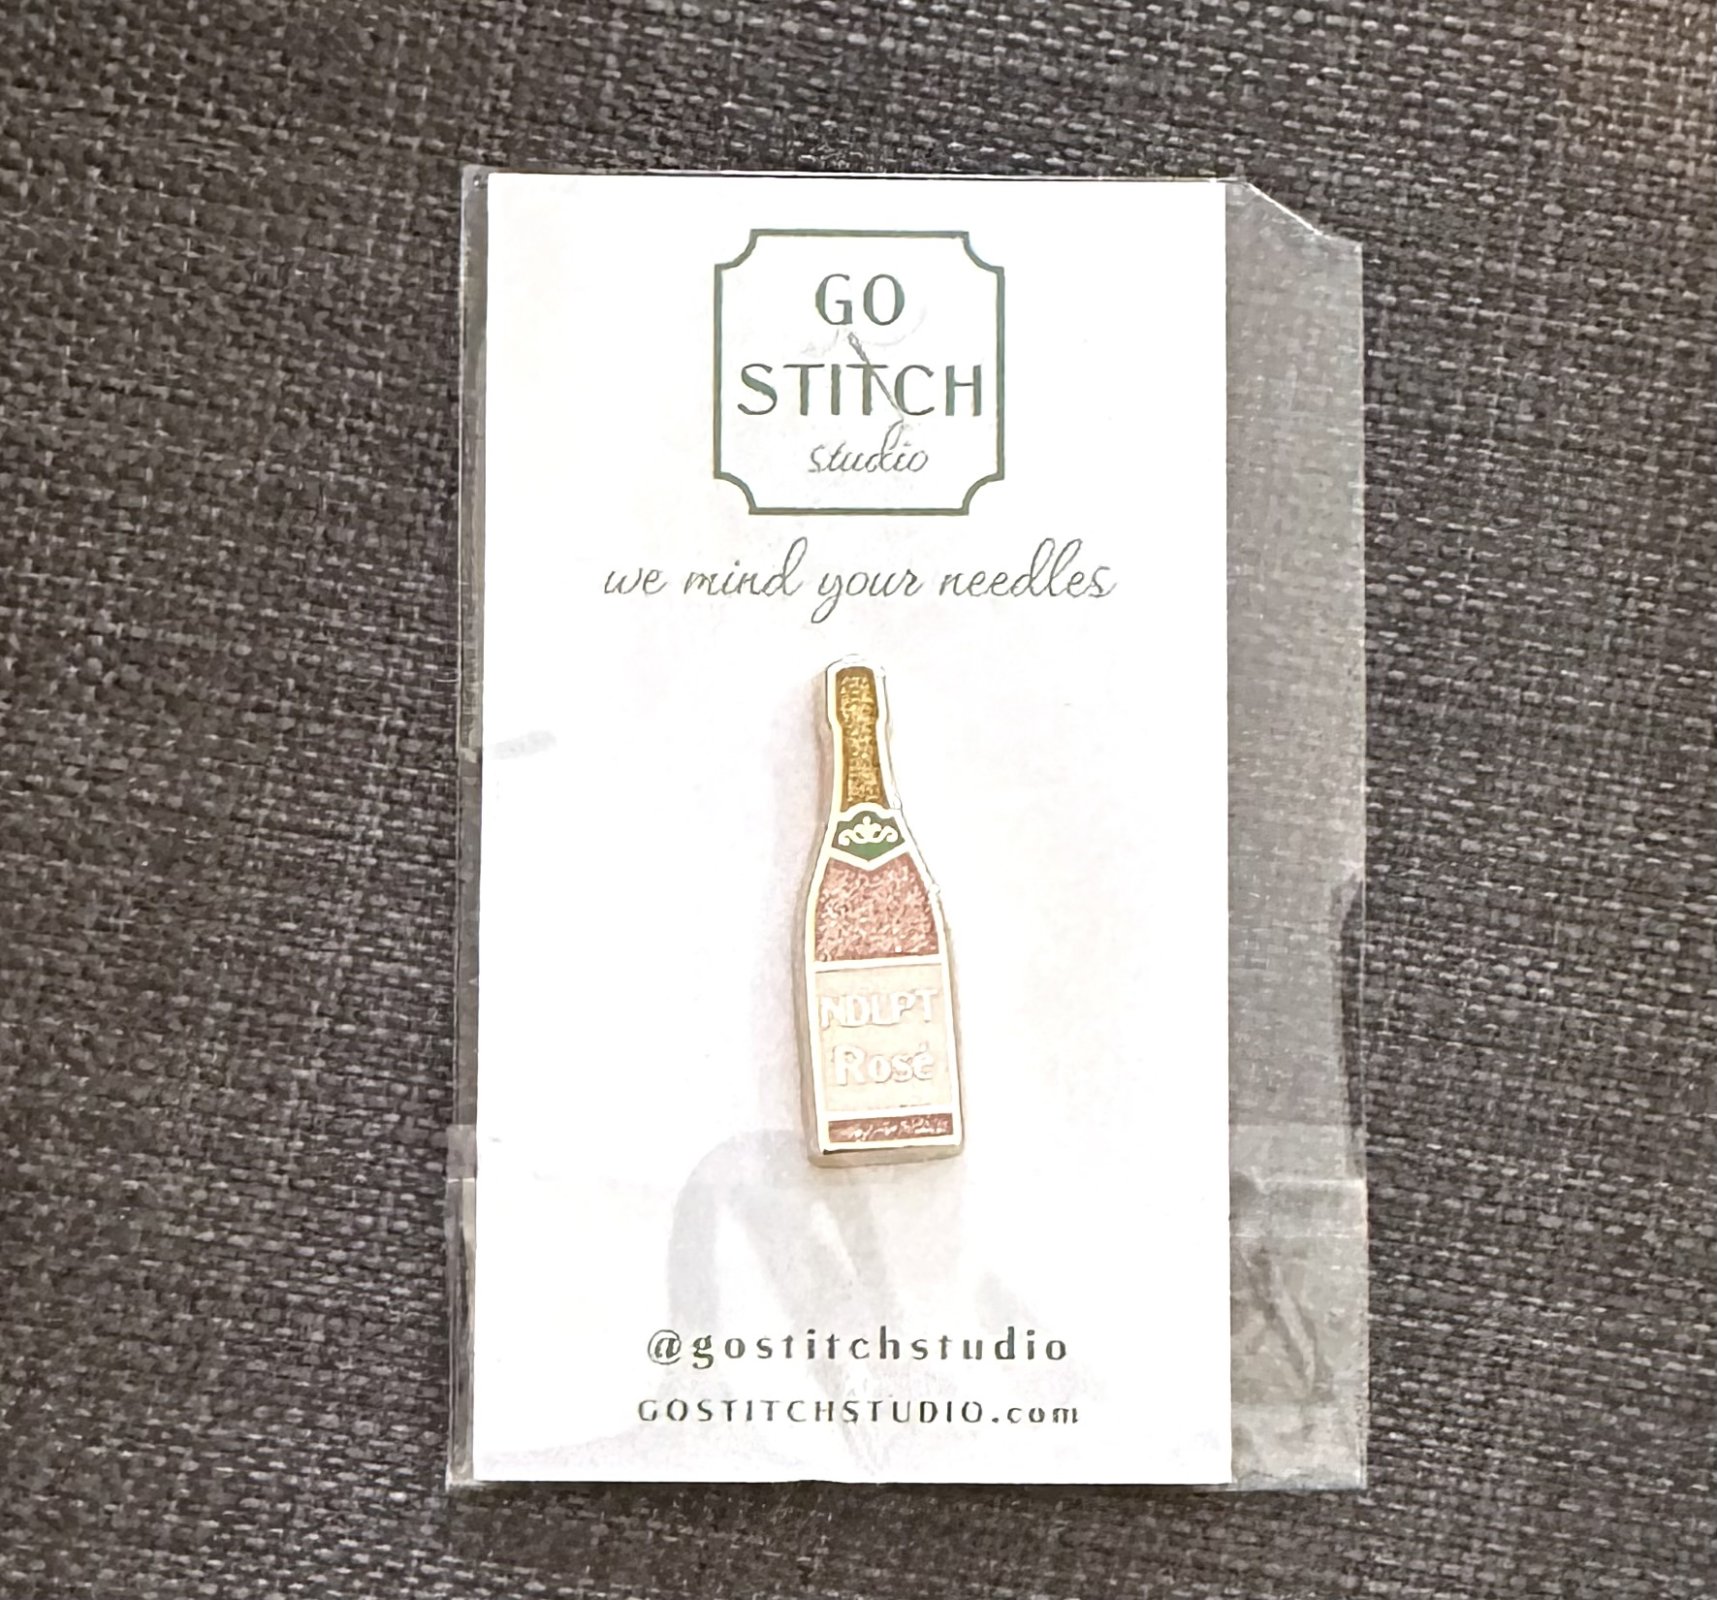 GO
STITCH
studio
we mind your needles
NDLPT
Rosé
@gostitchstudio
GOSTITCHSTUDIO.com